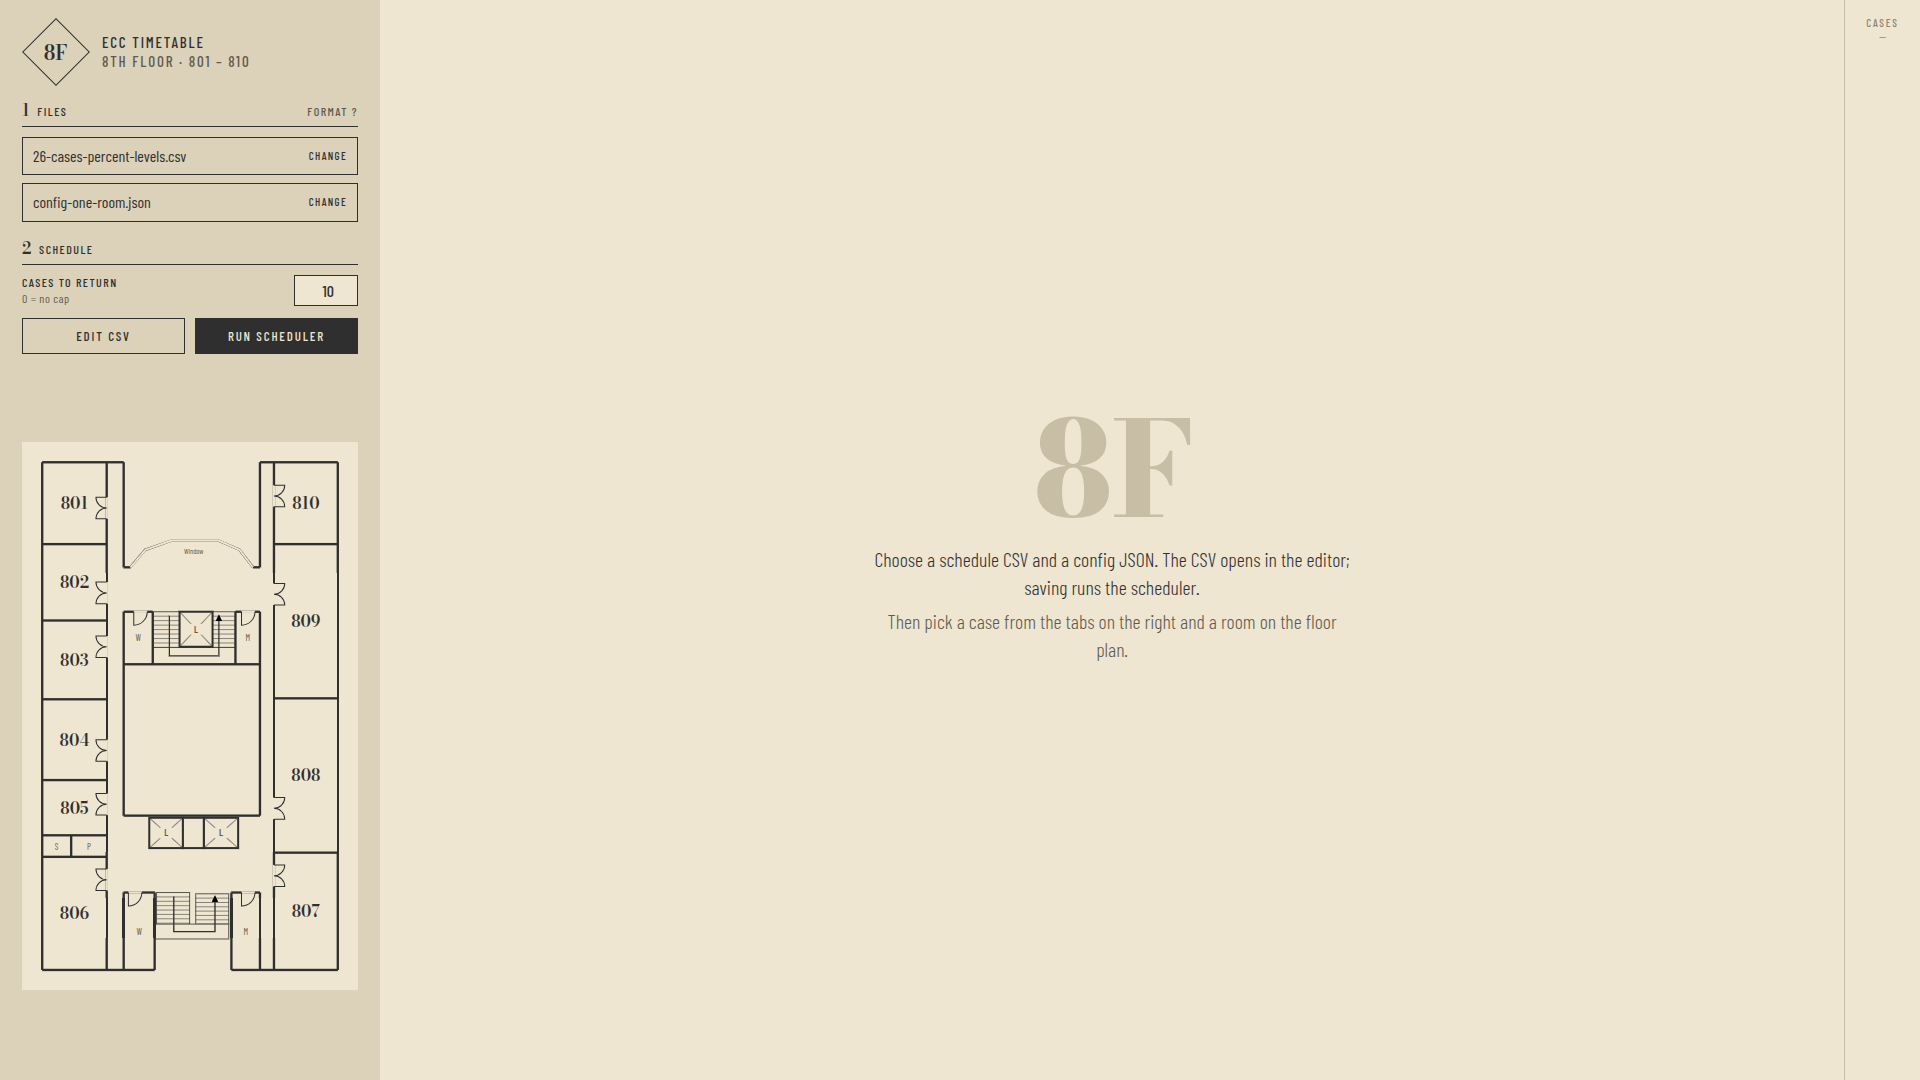 8F
ECC TIMETABLE
8TH FLOOR · 801 – 810
1 FILES
FORMAT ?
26-cases-percent-levels.csv
CHANGE
config-one-room.json
CHANGE
2 SCHEDULE
CASES TO RETURN
0 = no cap
10
EDIT CSV
RUN SCHEDULER
801
810
Window
802
809
W
L
M
803
804
808
805
L
L
S
P
806
807
W
M
8F
Choose a schedule CSV and a config JSON. The CSV opens in the editor;
saving runs the scheduler.
Then pick a case from the tabs on the right and a room on the floor
plan.
CASES
—